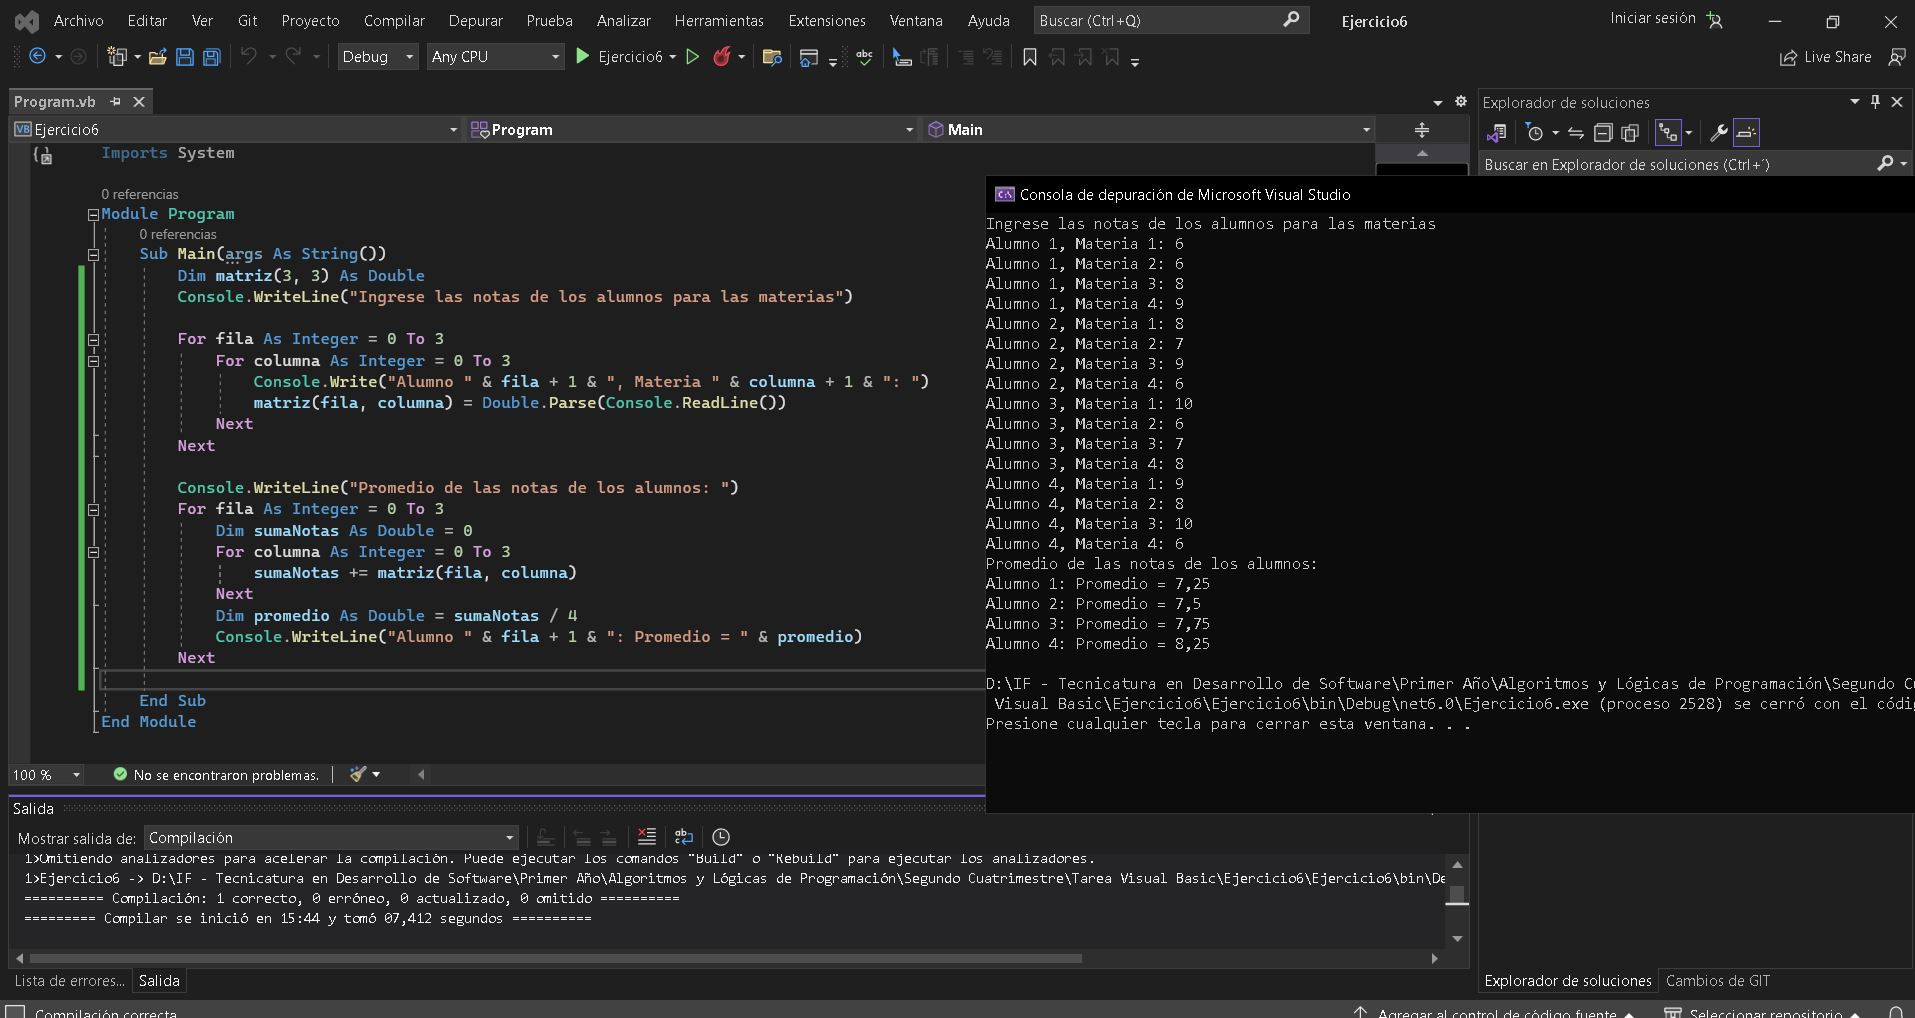 Archivo Editar Ver Git Proyecto Compilar Depurar Prueba Analizar Herramientas Extensiones Ventana Ayuda Buscar (Ctrl+Q) Ejercicio6 Iniciar sesión
Debug Any CPU Ejercicio6 abc Live Share
Program.vb
VB Ejercicio6 Program Main
Imports System
0 referencias
Module Program
0 referencias
Sub Main(args As String())
Dim matriz(3, 3) As Double
Console.WriteLine("Ingrese las notas de los alumnos para las materias")
For fila As Integer = 0 To 3
For columna As Integer = 0 To 3
Console.Write("Alumno " & fila + 1 & ", Materia " & columna + 1 & ": ")
matriz(fila, columna) = Double.Parse(Console.ReadLine())
Next
Next
Console.WriteLine("Promedio de las notas de los alumnos: ")
For fila As Integer = 0 To 3
Dim sumaNotas As Double = 0
For columna As Integer = 0 To 3
sumaNotas += matriz(fila, columna)
Next
Dim promedio As Double = sumaNotas / 4
Console.WriteLine("Alumno " & fila + 1 & ": Promedio = " & promedio)
Next
End Sub
End Module
100 % No se encontraron problemas.
Explorador de soluciones
Buscar en Explorador de soluciones (Ctrl+´)
C:\ Consola de depuración de Microsoft Visual Studio
Ingrese las notas de los alumnos para las materias
Alumno 1, Materia 1: 6
Alumno 1, Materia 2: 6
Alumno 1, Materia 3: 8
Alumno 1, Materia 4: 9
Alumno 2, Materia 1: 8
Alumno 2, Materia 2: 7
Alumno 2, Materia 3: 9
Alumno 2, Materia 4: 6
Alumno 3, Materia 1: 10
Alumno 3, Materia 2: 6
Alumno 3, Materia 3: 7
Alumno 3, Materia 4: 8
Alumno 4, Materia 1: 9
Alumno 4, Materia 2: 8
Alumno 4, Materia 3: 10
Alumno 4, Materia 4: 6
Promedio de las notas de los alumnos:
Alumno 1: Promedio = 7,25
Alumno 2: Promedio = 7,5
Alumno 3: Promedio = 7,75
Alumno 4: Promedio = 8,25
D:\IF - Tecnicatura en Desarrollo de Software\Primer Año\Algoritmos y Lógicas de Programación\Segundo
Visual Basic\Ejercicio6\Ejercicio6\bin\Debug\net6.0\Ejercicio6.exe (proceso 2528) se cerró con el
Presione cualquier tecla para cerrar esta ventana. . .
Salida
Mostrar salida de: Compilación
1>Omitiendo analizadores para acelerar la compilación. Puede ejecutar los comandos "Build" o "Rebuild" para ejecutar los analizadores.
1>Ejercicio6 -> D:\IF - Tecnicatura en Desarrollo de Software\Primer Año\Algoritmos y Lógicas de Programación\Segundo Cuatrimestre\Tarea Visual Basic\Ejercicio6\Ejercicio6\bin\De
========== Compilación: 1 correcto, 0 erróneo, 0 actualizado, 0 omitido ==========
========= Compilar se inició en 15:44 y tomó 07,412 segundos ==========
Lista de errores... Salida
Explorador de soluciones Cambios de GIT
Compilación correcta Agregar al control de código fuente Seleccionar repositorio